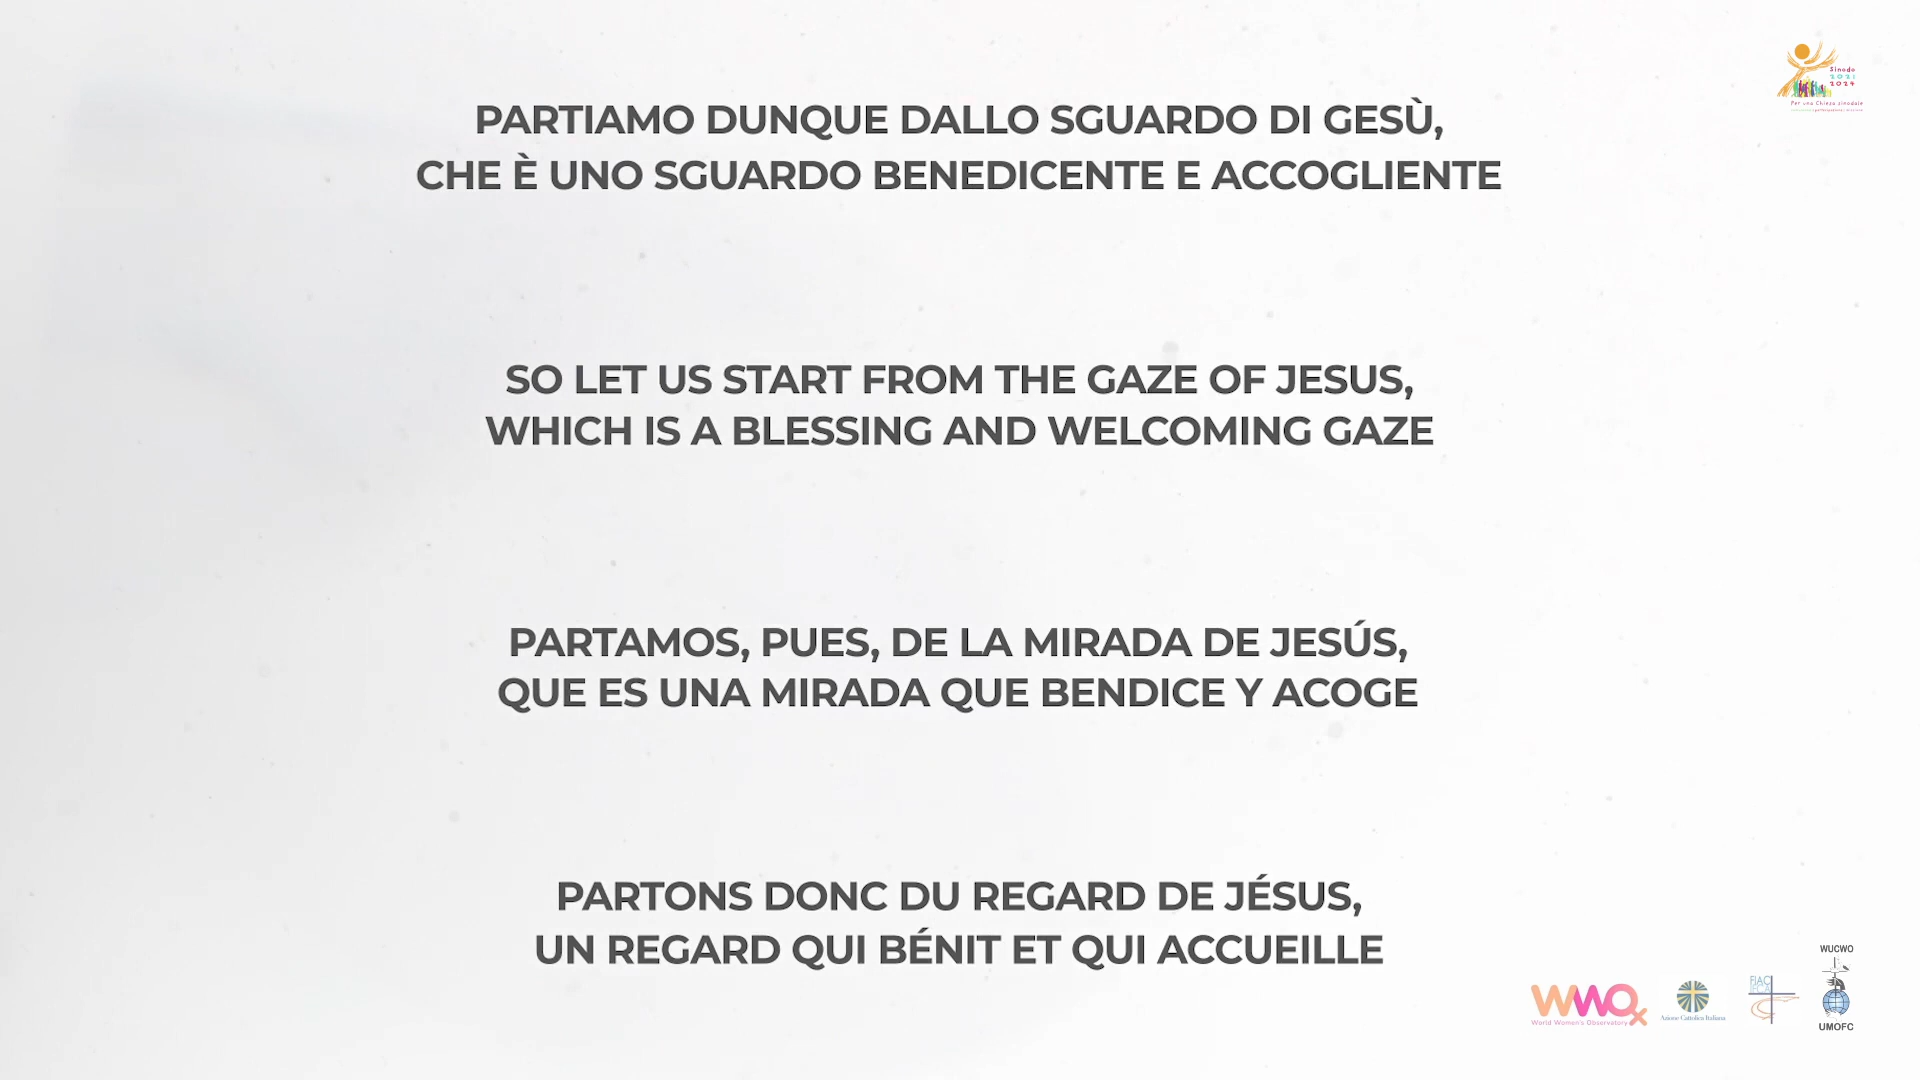 PARTIAMO DUNQUE DALLO SGUARDO DI GESÙ,
CHE È UNO SGUARDO BENEDICENTE E ACCOGLIENTE
Sinodo
2021
2024
Per una Chiesa sinodale
SO LET US START FROM THE GAZE OF JESUS,
WHICH IS A BLESSING AND WELCOMING GAZE
PARTAMOS, PUES, DE LA MIRADA DE JESÚS,
QUE ES UNA MIRADA QUE BENDICE Y ACOGE
PARTONS DONC DU REGARD DE JÉSUS,
UN REGARD QUI BÉNIT ET QUI ACCUEILLE
WWO
World Women's Observatory
Azione Cattolica Italiana
FIAC
IFCA
WUCWO
UMOFC